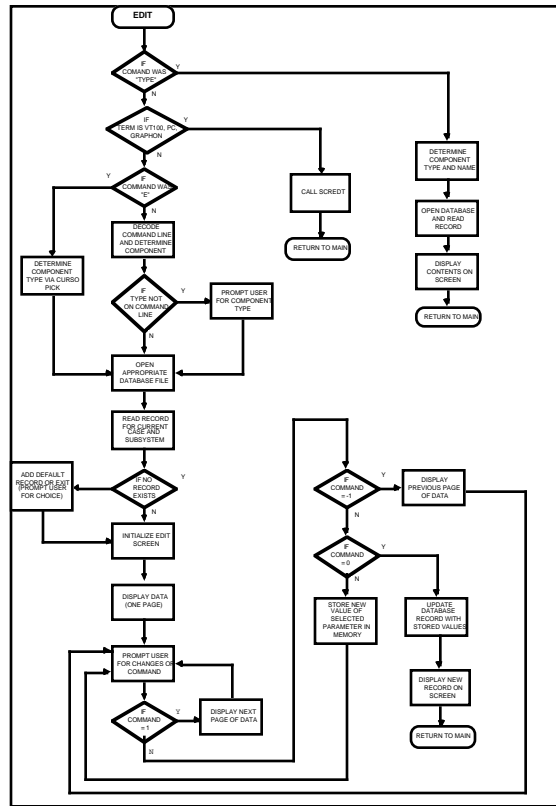 EDIT
IF
COMAND WAS
"TYPE"
Y
N
IF
TERM IS VT100, PC,
GRAPHON
Y
N
DETERMINE
COMPONENT
TYPE AND NAME
CALL SCREDT
Y
IF
COMMAND WAS
"E"
N
OPEN DATABASE
AND READ
RECORD
DECODE
COMMAND LINE
AND DETERMINE
COMPONENT
RETURN TO MAIN
DISPLAY
CONTENTS ON
SCREEN
DETERMINE
COMPONENT
TYPE VIA CURSO
PICK
IF
TYPE NOT
ON COMMAND
LINE
Y
N
PROMPT USER
FOR COMPONENT
TYPE
RETURN TO MAIN
OPEN
APPROPRIATE
DATABASE FILE
READ RECORD
FOR CURRENT
CASE AND
SUBSYSTEM
ADD DEFAULT
RECORD OR EXIT
(PROMPT USER
FOR CHOICE)
Y
IF NO
RECORD
EXISTS
N
IF
COMMAND
= -1
Y
N
DISPLAY
PREVIOUS PAGE
OF DATA
INITIALIZE EDIT
SCREEN
IF
COMMAND
= 0
Y
N
DISPLAY DATA
(ONE PAGE)
STORE NEW
VALUE OF
SELECTED
PARAMETER IN
MEMORY
UPDATE
DATABASE
RECORD WITH
STORED VALUES
PROMPT USER
FOR CHANGES OR
COMMAND
DISPLAY NEW
RECORD ON
SCREEN
IF
COMMAND
= 1
Y
N
DISPLAY NEXT
PAGE OF DATA
RETURN TO MAIN